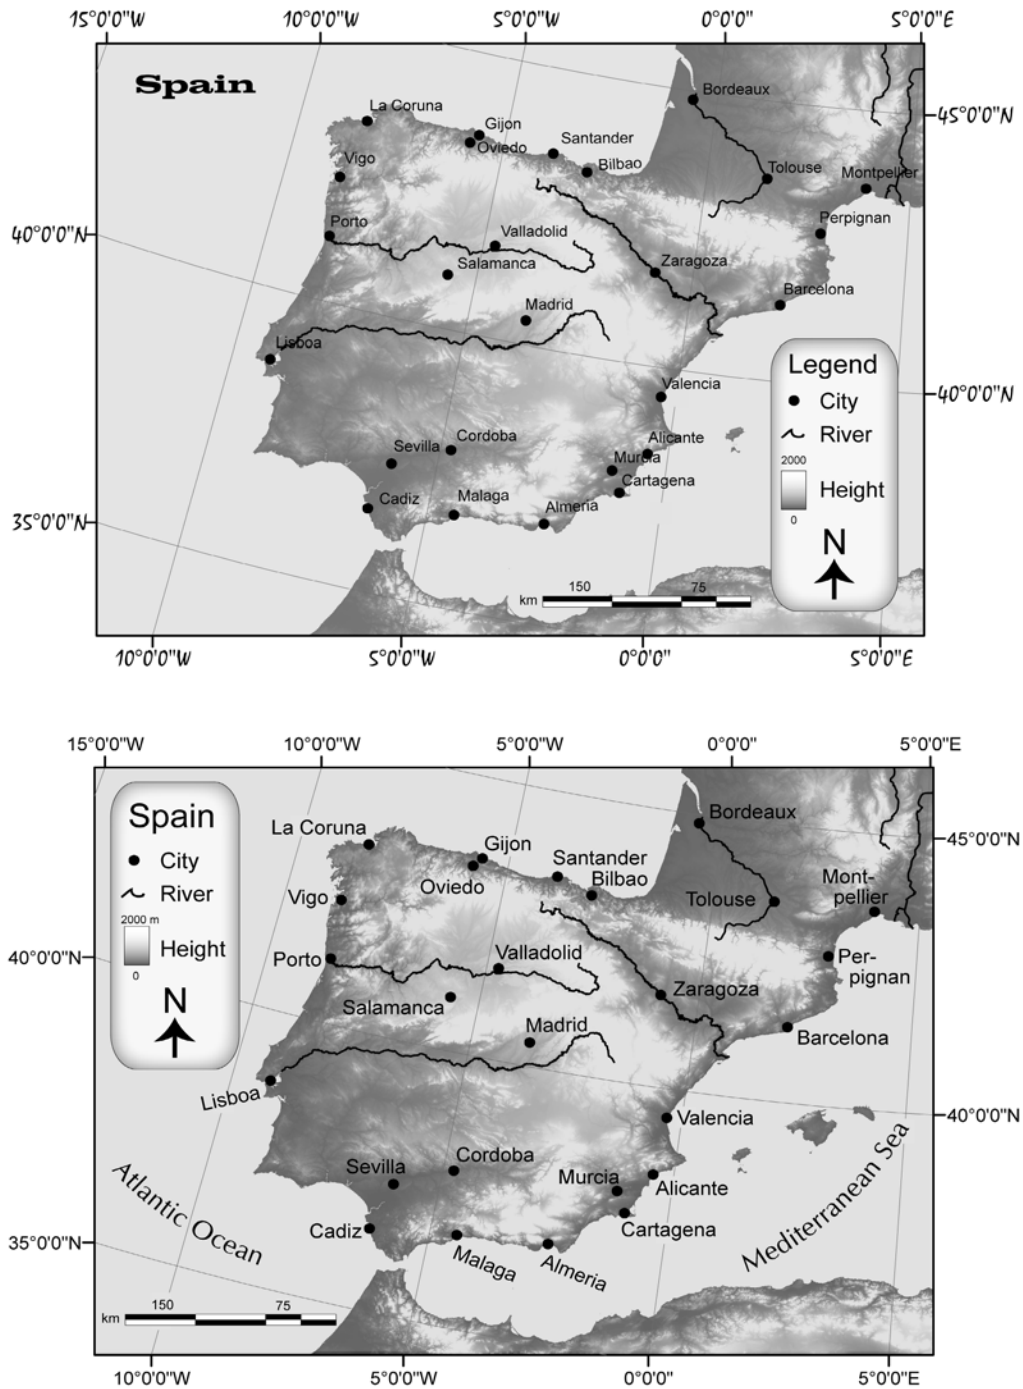 15°0'0"W 10°0'0"W 5°0'0"W 0°0'0" 5°0'0"E
Spain
La Coruna
Gijon
Oviedo
Santander
Bilbao
Bordeaux
45°0'0"N
Vigo
Tolouse
Montpellier
Porto
Perpignan
40°0'0"N
Valladolid
Salamanca
Zaragoza
Barcelona
Madrid
Lisboa
Valencia
40°0'0"N
Sevilla
Cordoba
Alicante
Murcia
Cartagena
Cadiz
Malaga
Almeria
35°0'0"N
Legend
City
River
2000
Height
0
N
km 150 75
10°0'0"W 5°0'0"W 0°0'0" 5°0'0"E
15°0'0"W 10°0'0"W 5°0'0"W 0°0'0" 5°0'0"E
Spain
City
River
2000 m
Height
0
N
La Coruna
Gijon
Oviedo
Santander
Bilbao
Bordeaux
45°0'0"N
Vigo
Tolouse
Mont-
pellier
Porto
Per-
pignan
40°0'0"N
Valladolid
Salamanca
Zaragoza
Barcelona
Madrid
Lisboa
Valencia
40°0'0"N
Sevilla
Cordoba
Murcia
Alicante
Cartagena
Cadiz
Malaga
Almeria
Atlantic Ocean
Mediterranean Sea
35°0'0"N
km 150 75
10°0'0"W 5°0'0"W 0°0'0" 5°0'0"E